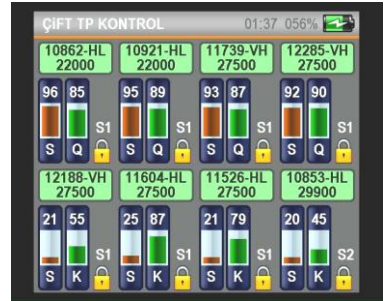 ÇİFT TP KONTROL 01:37 056%
10862-HL 10921-HL 11739-VH 12285-VH
22000 22000 27500 27500
96 85 95 89 93 87 92 90
S1 S1 S1 S1
S Q S Q S Q S Q
12188-VH 11604-HL 11526-HL 10853-HL
27500 27500 27500 29900
21 55 25 87 21 79 20 45
S1 S1 S1 S2
S K S K S K S K